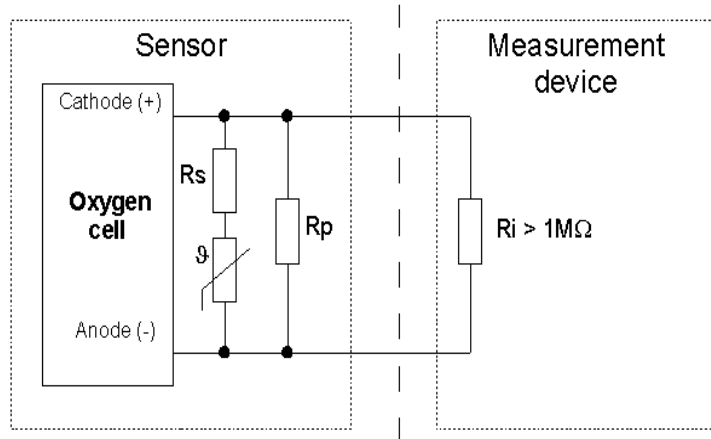 Sensor
Measurement
device
Cathode (+)
Rs
Oxygen
cell
Rp
Ri > 1MΩ
ϑ
Anode (-)